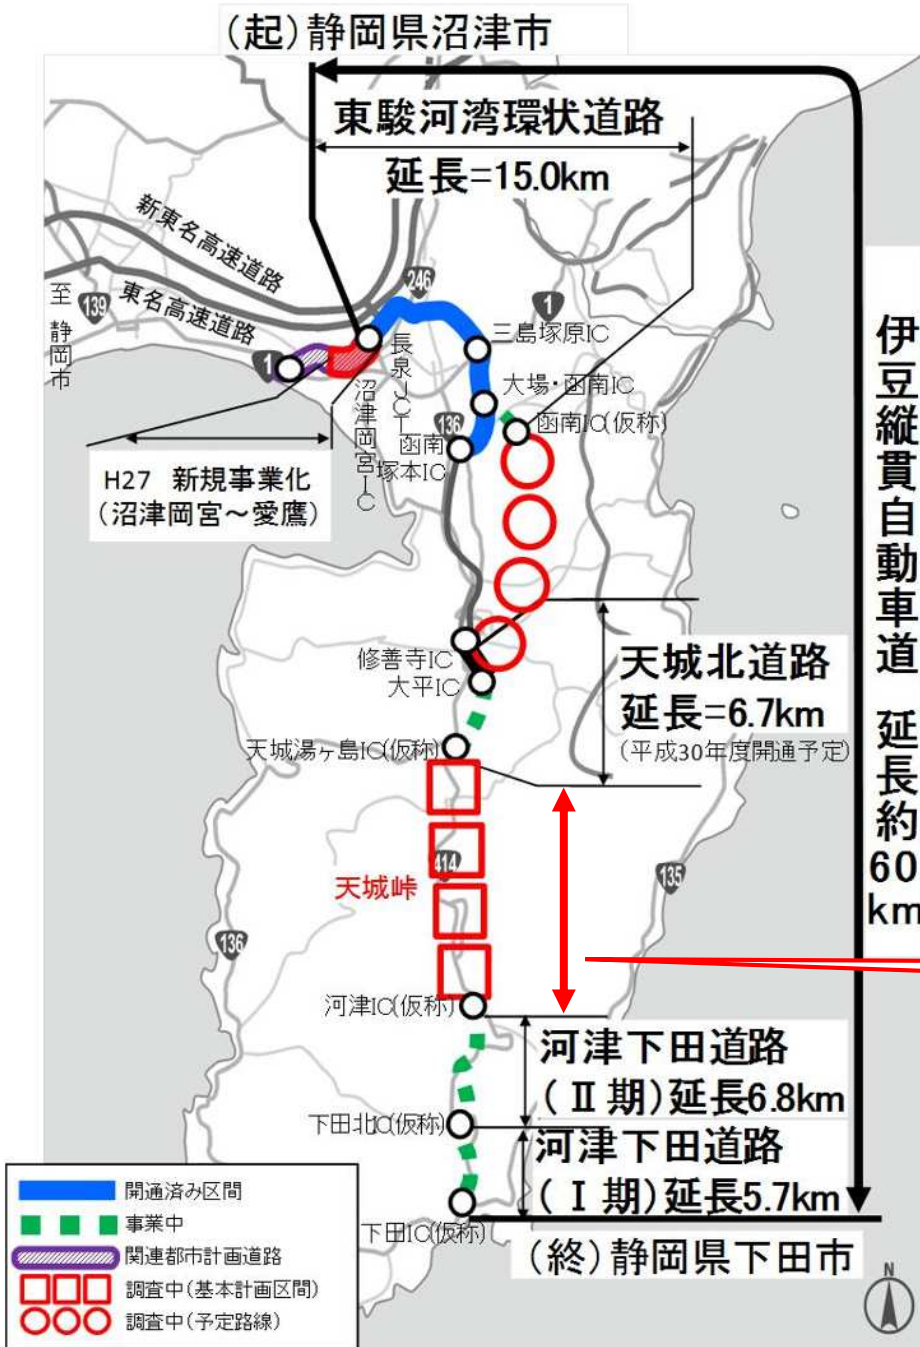 (起)静岡県沼津市
東駿河湾環状道路
延長=15.0km
新東名高速道路
東名高速道路
至 静岡市
139
246
1
1
三島塚原IC
長泉JCT
沼津岡宮IC
大場・函南IC
136
函南塚本IC
函南IC(仮称)
H27 新規事業化
(沼津岡宮~愛鷹)
伊豆縦貫自動車道 延長約60km
修善寺IC
大平IC
天城北道路
延長=6.7km
(平成30年度開通予定)
天城湯ヶ島IC(仮称)
414
天城峠
135
136
河津IC(仮称)
河津下田道路
(Ⅱ期)延長6.8km
下田北IC(仮称)
河津下田道路
(Ⅰ期)延長5.7km
下田IC(仮称)
(終)静岡県下田市
開通済み区間
事業中
関連都市計画道路
調査中(基本計画区間)
調査中(予定路線)
N